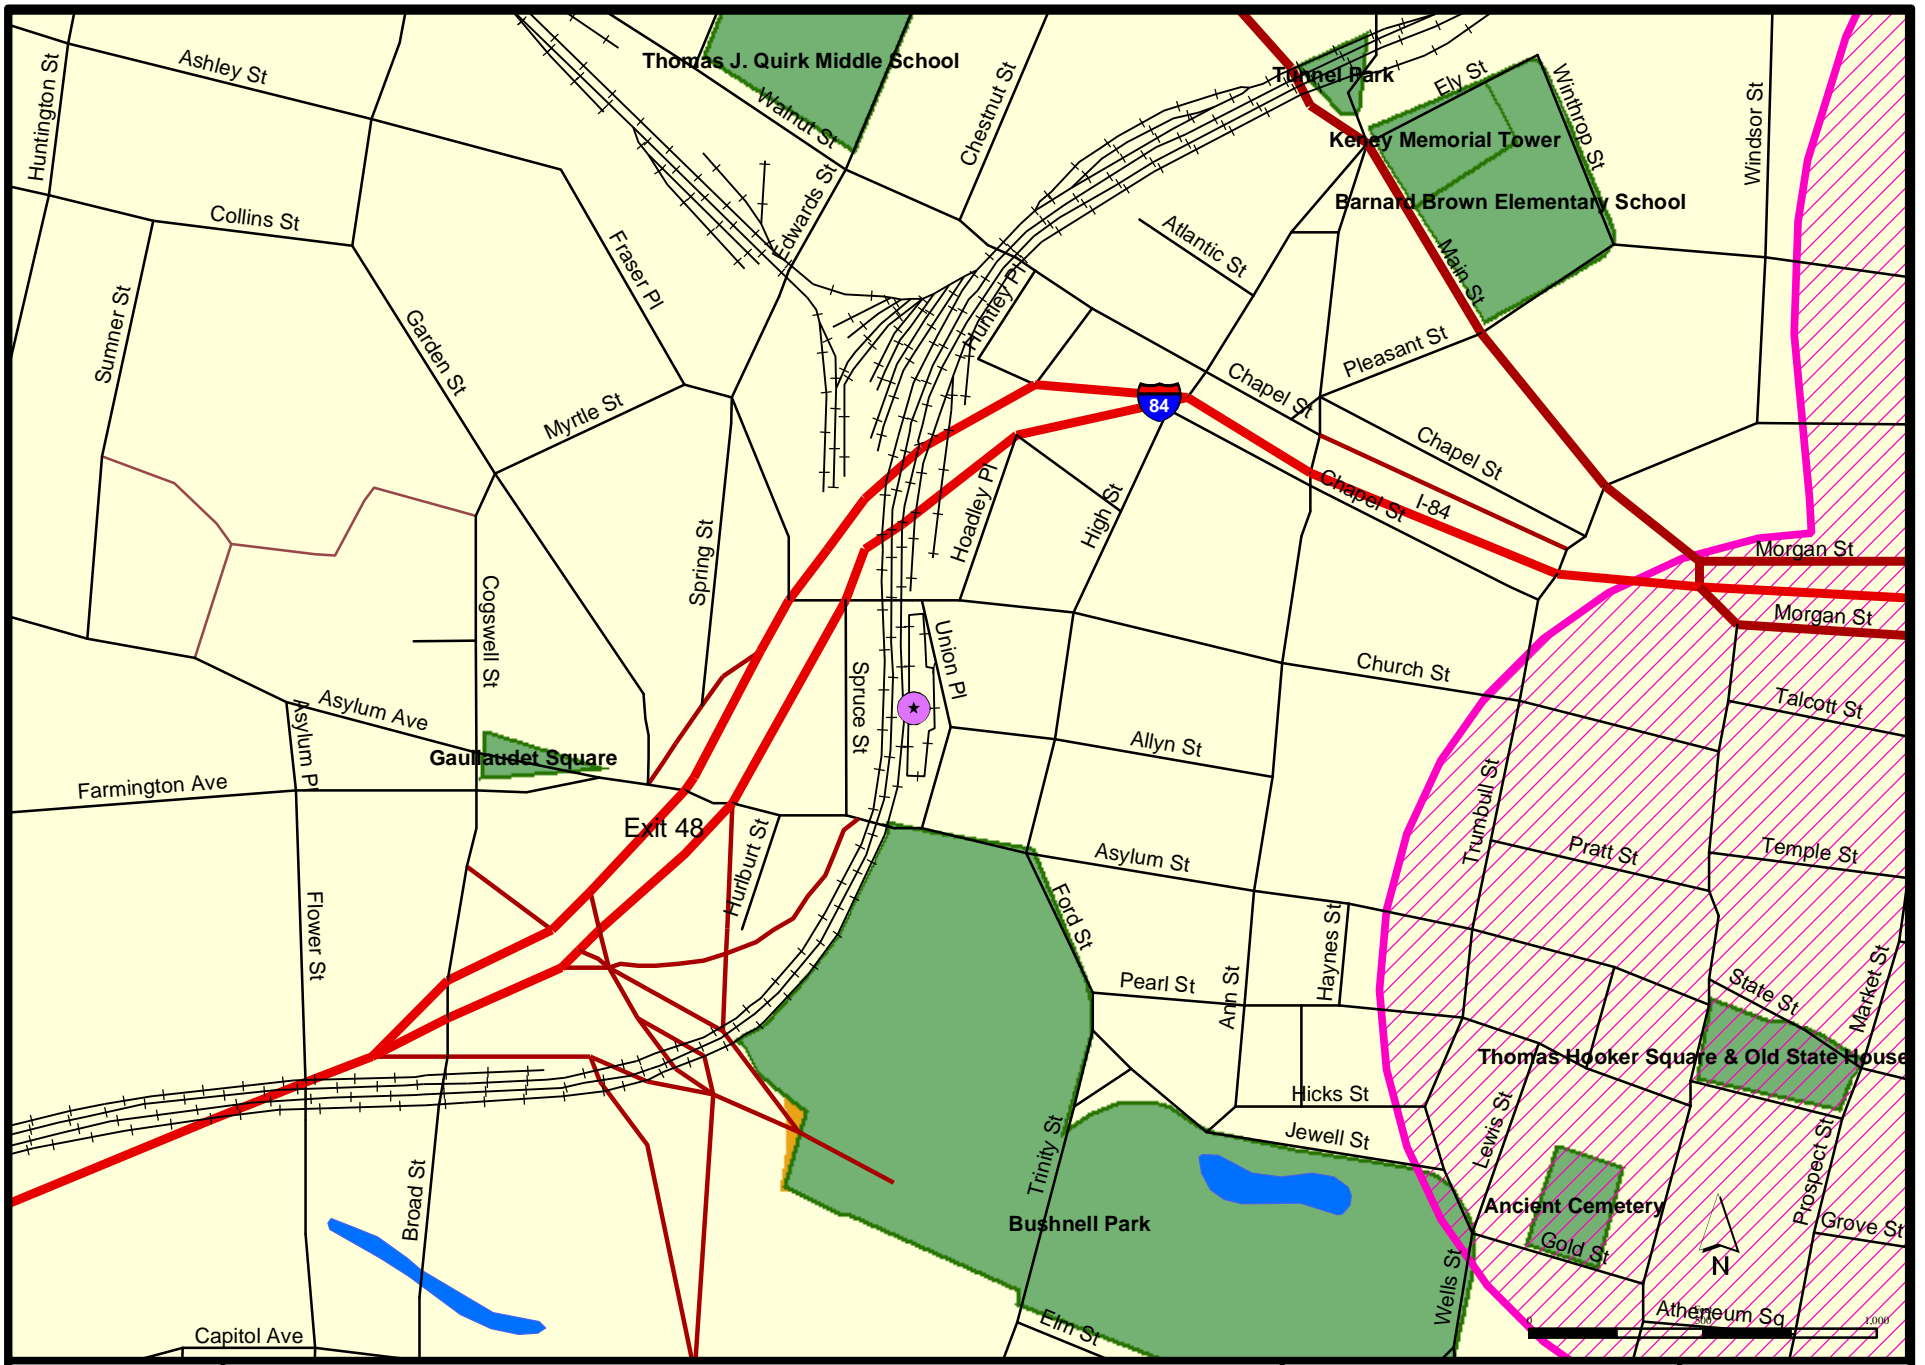 Ashley St
Huntington St
Thomas J. Quirk Middle School
Walnut St
Chestnut St
Tunnel Park
Ely St
Winthrop St
Windsor St
Keney Memorial Tower
Barnard Brown Elementary School
Collins St
Fraser Pl
Edwards St
Atlantic St
Main St
Sumner St
Garden St
Huntley Pl
Pleasant St
Myrtle St
84
Chapel St
Chapel St
Chapel St
I-84
Spring St
Hoadley Pl
High St
Morgan St
Morgan St
Cogswell St
Union Pl
Spruce St
Church St
Talcott St
Asylum Ave
Asylum Pl
Gaullaudet Square
Allyn St
Farmington Ave
Exit 48
Hurlburt St
Trumbull St
Asylum St
Pratt St
Temple St
Flower St
Ford St
Haynes St
Pearl St
Ann St
State St
Market St
Thomas Hooker Square & Old State House
Hicks St
Jewell St
Lewis St
Trinity St
Prospect St
Broad St
Bushnell Park
Ancient Cemetery
Gold St
Grove St
N
Wells St
Atheneum Sq
Elm St
Capitol Ave
0
500
1,000